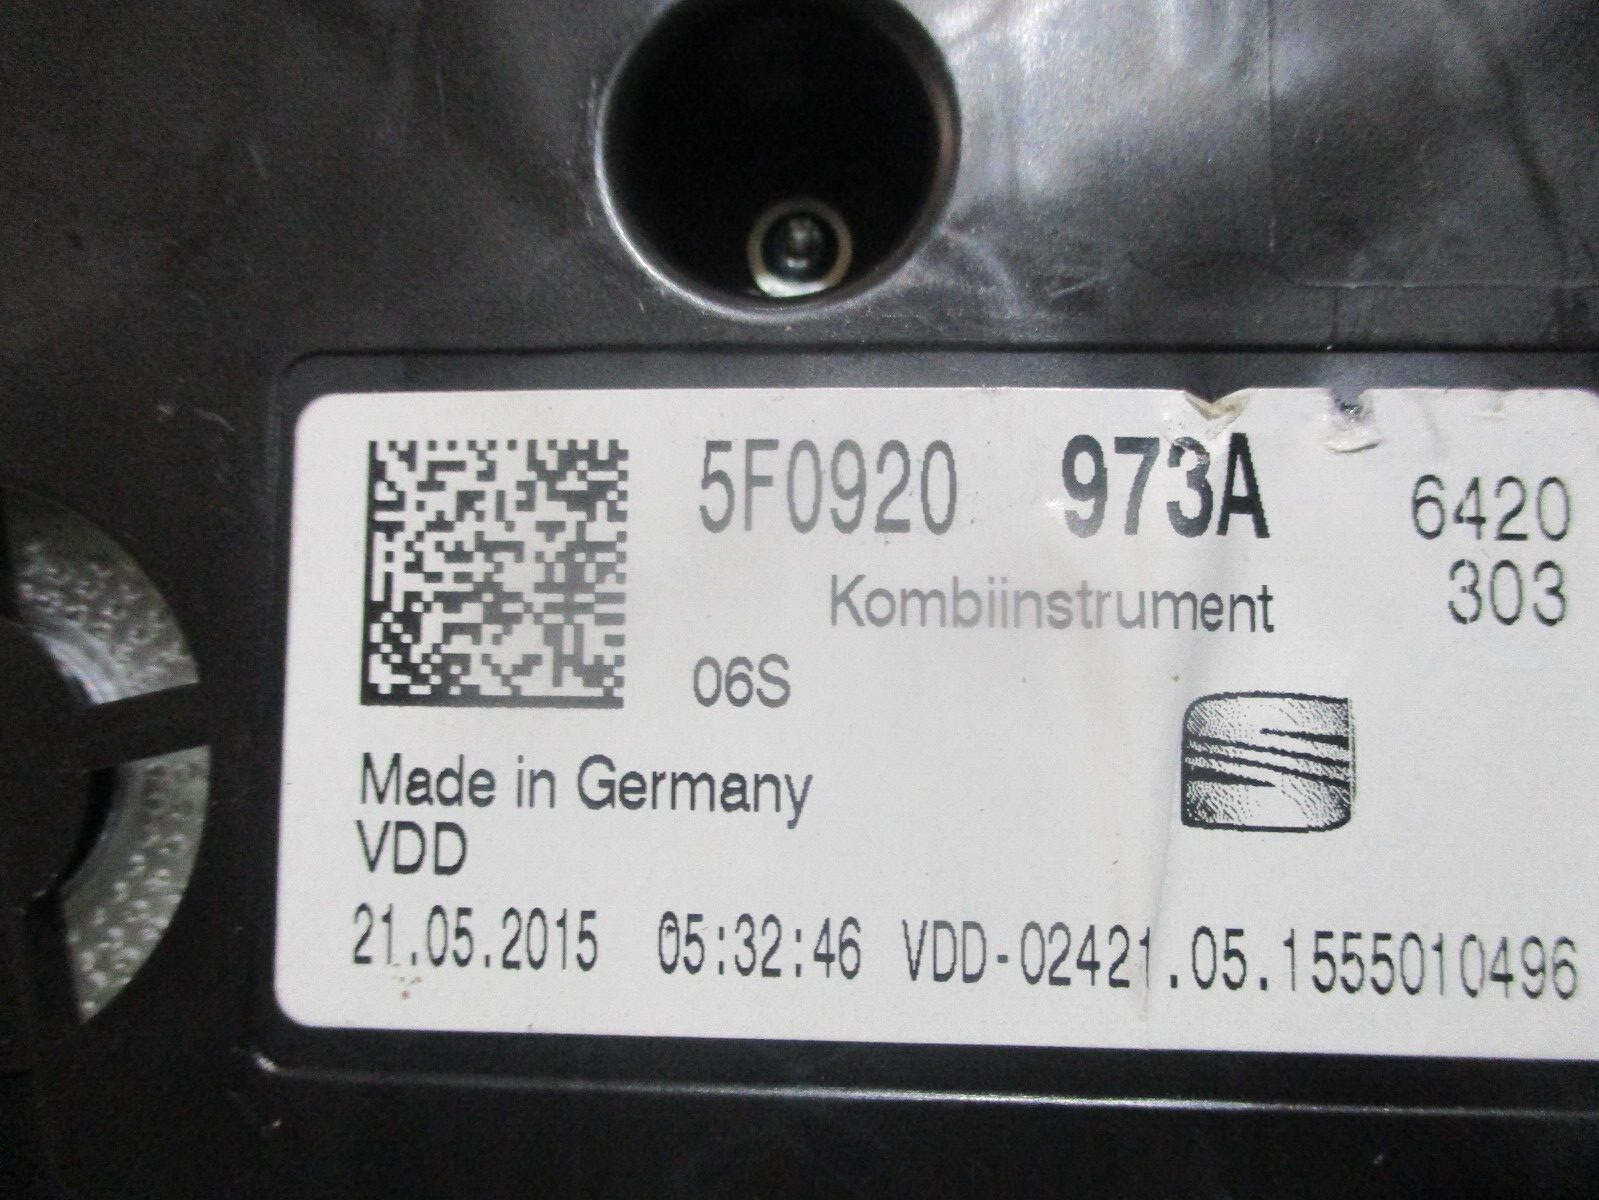 5F0920 973A 6420
Kombiinstrument 303
06S
Made in Germany
VDD
21.05.2015 05:32:46 VDD-02421.05.1555010496